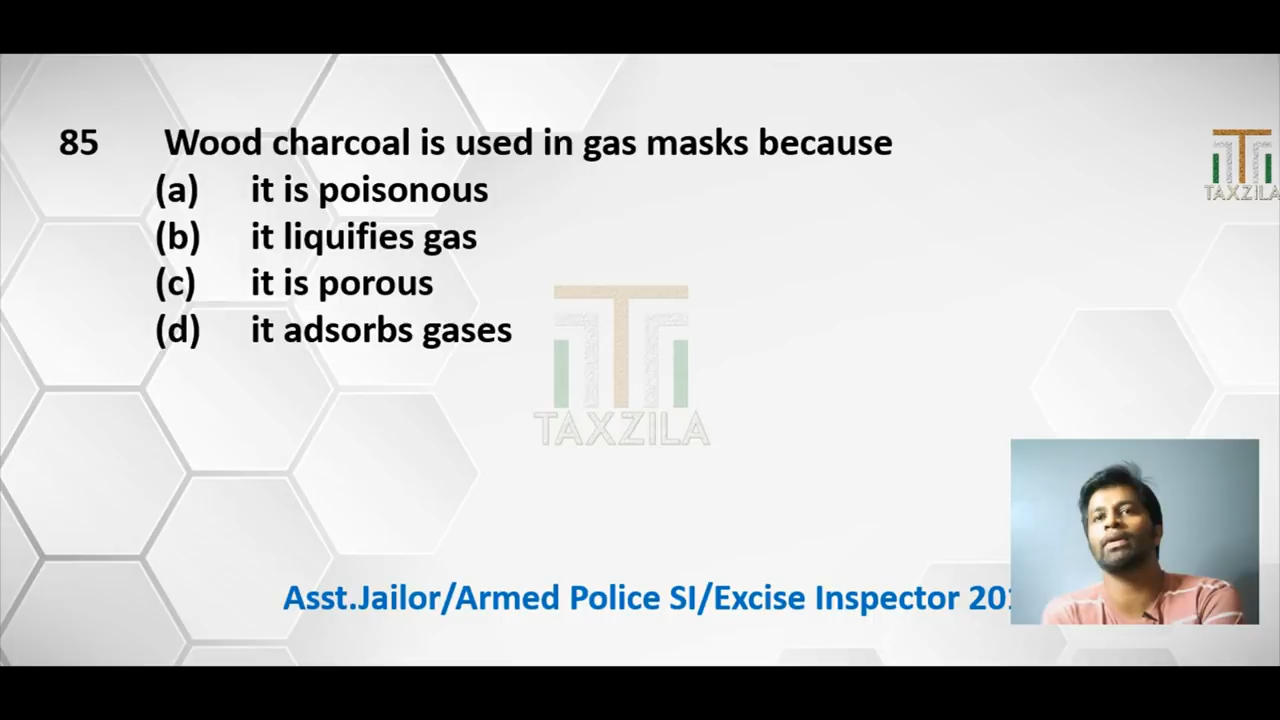 85 Wood charcoal is used in gas masks because
(a) it is poisonous
(b) it liquifies gas
(c) it is porous
(d) it adsorbs gases
TAXZILA
TAXZILA
Asst.Jailor/Armed Police SI/Excise Inspector